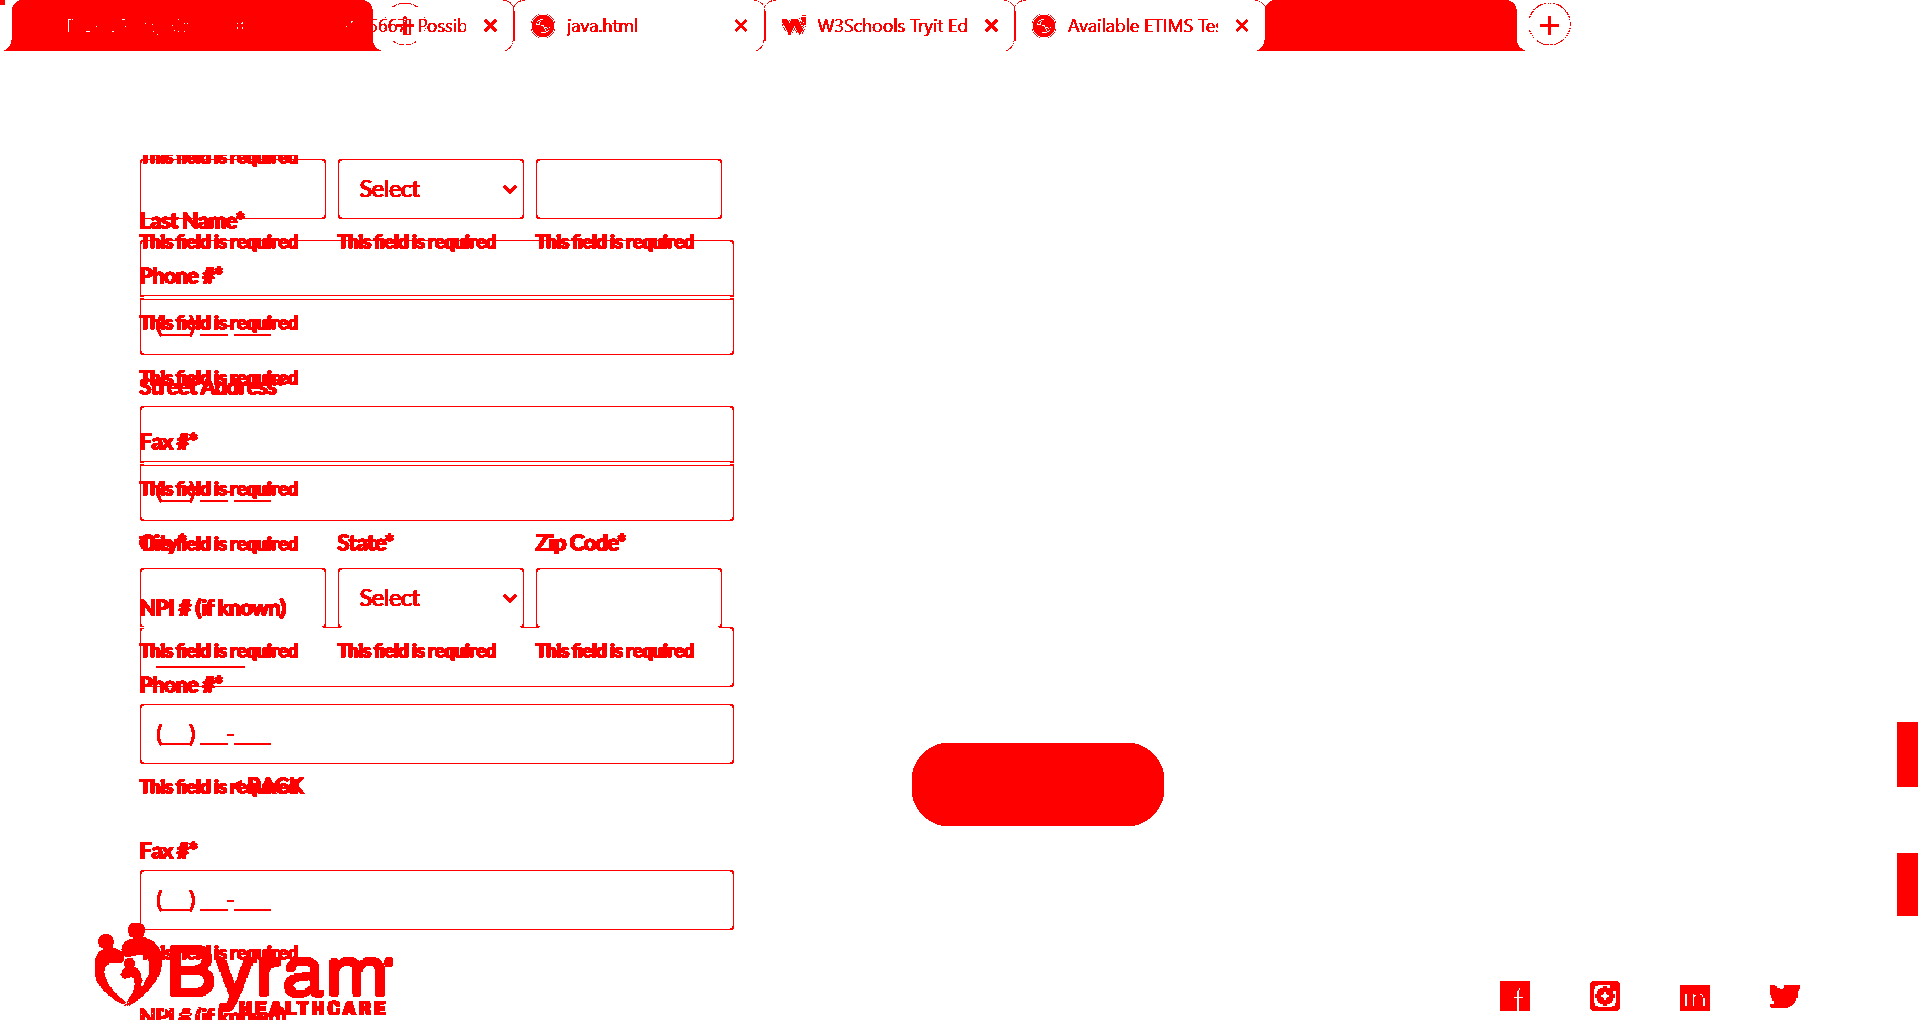 Possib
java.html
W3Schools Tryit Ed
Available ETIMS Tes
This field is required
Select
Last Name*
This field is required This field is required This field is required
Phone #*
This field is required
(__) __-___
This field is required
Street Address
Fax #*
This field is required
(__) __-___
City* State* Zip Code*
This field is required
Select
NPI # (if known)
This field is required This field is required This field is required
Phone #*
(__) __-___
This field is required
BACK
Fax #*
(__) __-___
This field is required
Byram
HEALTHCARE
NPI # (if known)